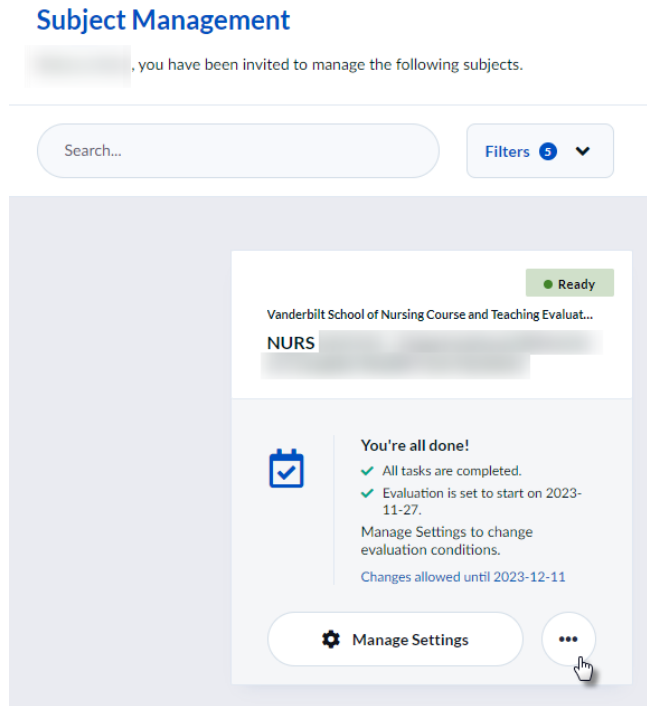 Subject Management
, you have been invited to manage the following subjects.
Search...
Filters 5
Ready
Vanderbilt School of Nursing Course and Teaching Evaluat...
NURS
You're all done!
All tasks are completed.
Evaluation is set to start on 2023-
11-27.
Manage Settings to change
evaluation conditions.
Changes allowed until 2023-12-11
Manage Settings